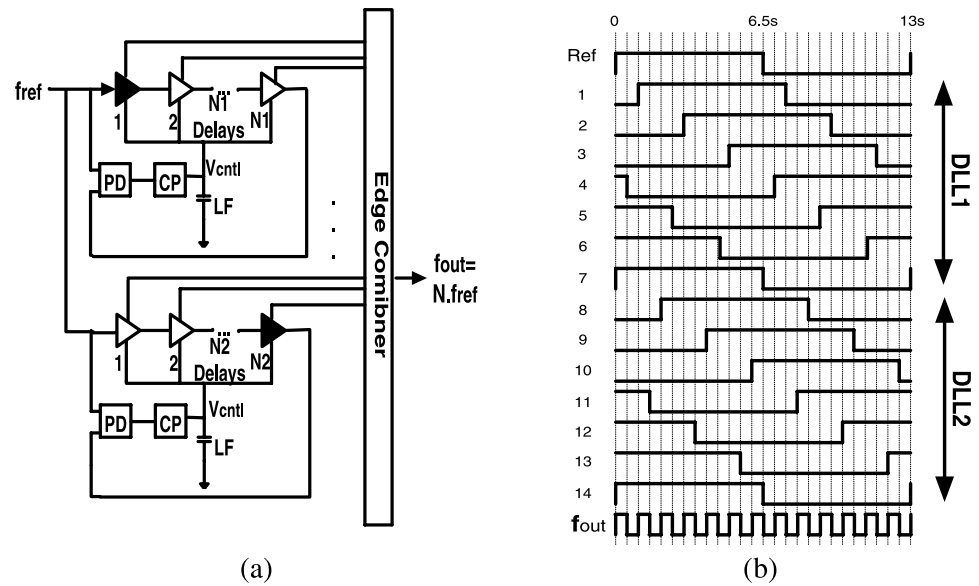 fref
1
2
N1
N1
Delays
PD
CP
Vcntl
LF
1
2
N2
N2
Delays
PD
CP
Vcntl
LF
Edge Comibner
fout=
N.fref
(a)
0 6.5s 13s
Ref
1
2
3
4
5
6
7
8
9
10
11
12
13
14
fout
DLL1
DLL2
(b)